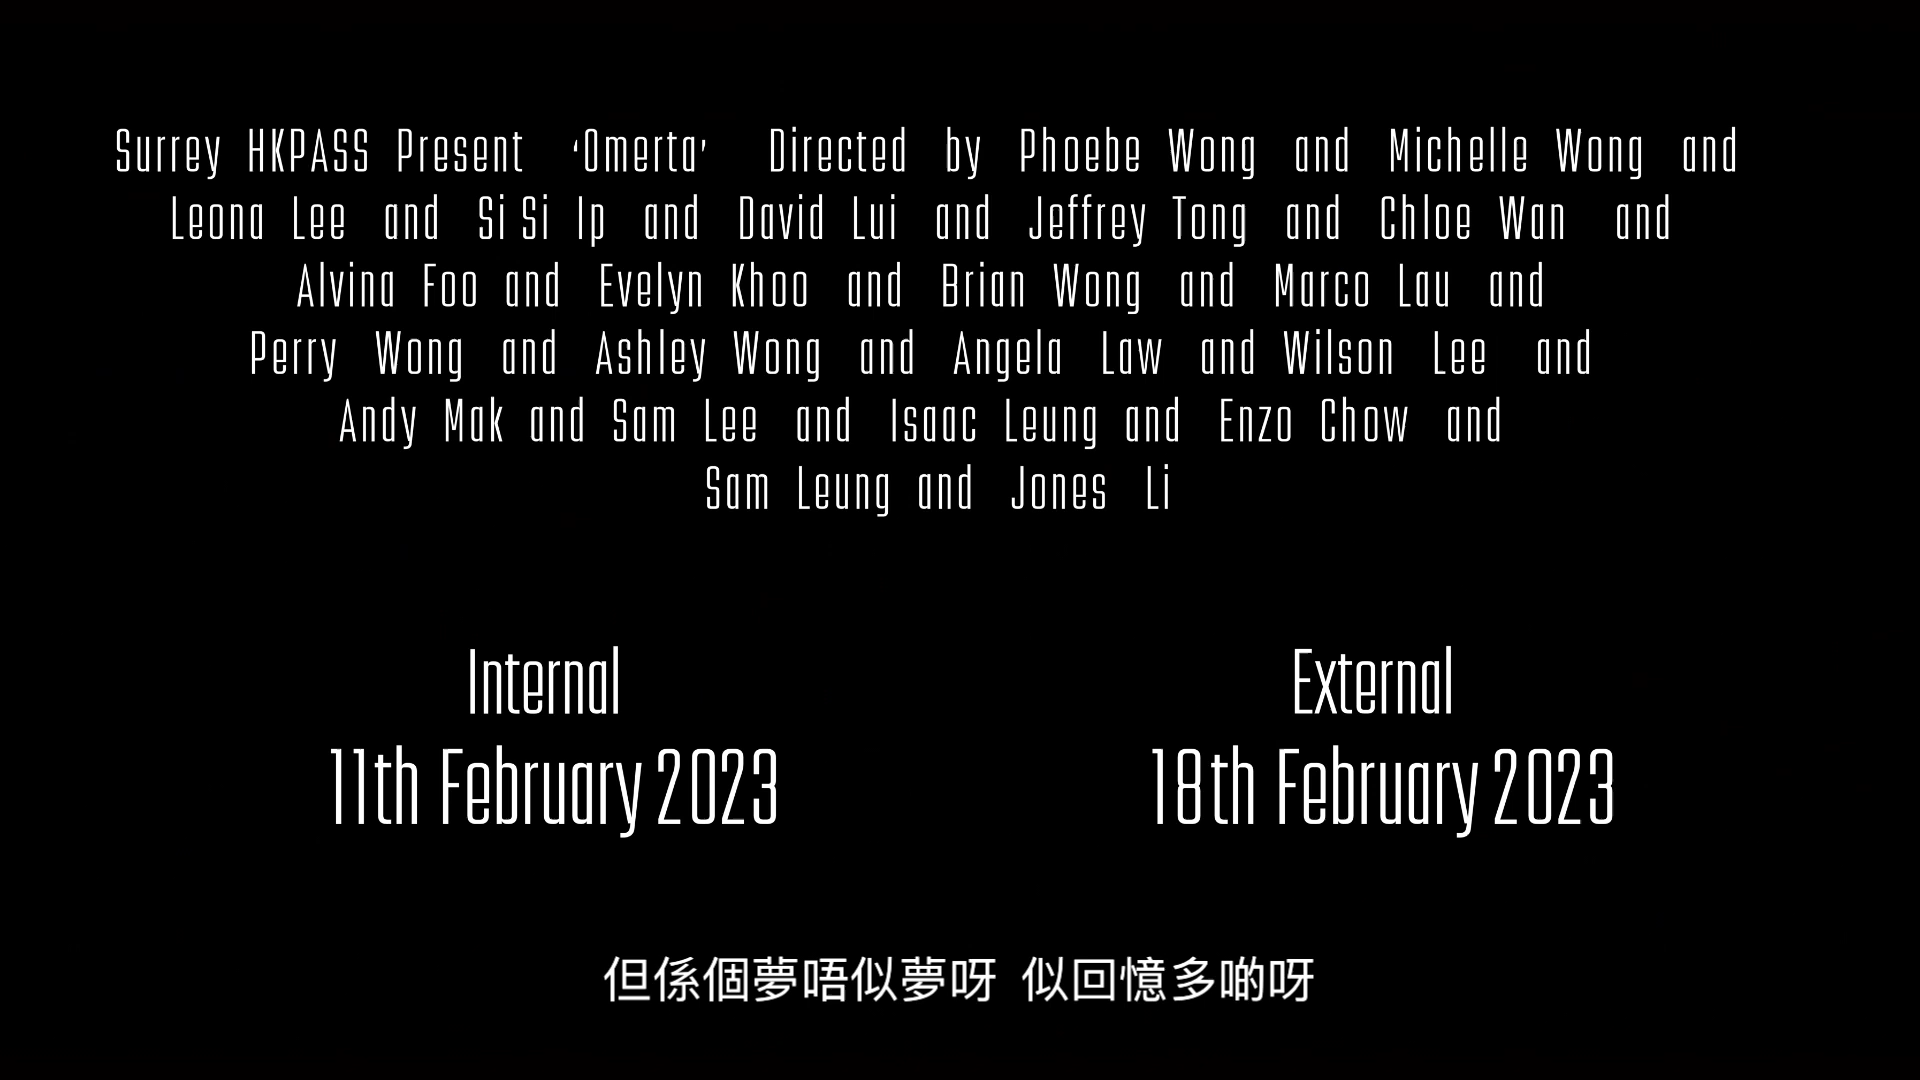 Surrey HKPASS Present ‘Omerta’ Directed by Phoebe Wong and Michelle Wong and
Leona Lee and Si Si Ip and David Lui and Jeffrey Tong and Chloe Wan and
Alvina Foo and Evelyn Khoo and Brian Wong and Marco Lau and
Perry Wong and Ashley Wong and Angela Law and Wilson Lee and
Andy Mak and Sam Lee and Isaac Leung and Enzo Chow and
Sam Leung and Jones Li
Internal
11th February 2023
External
18th February 2023
但係個夢唔似夢呀 似回憶多啲呀